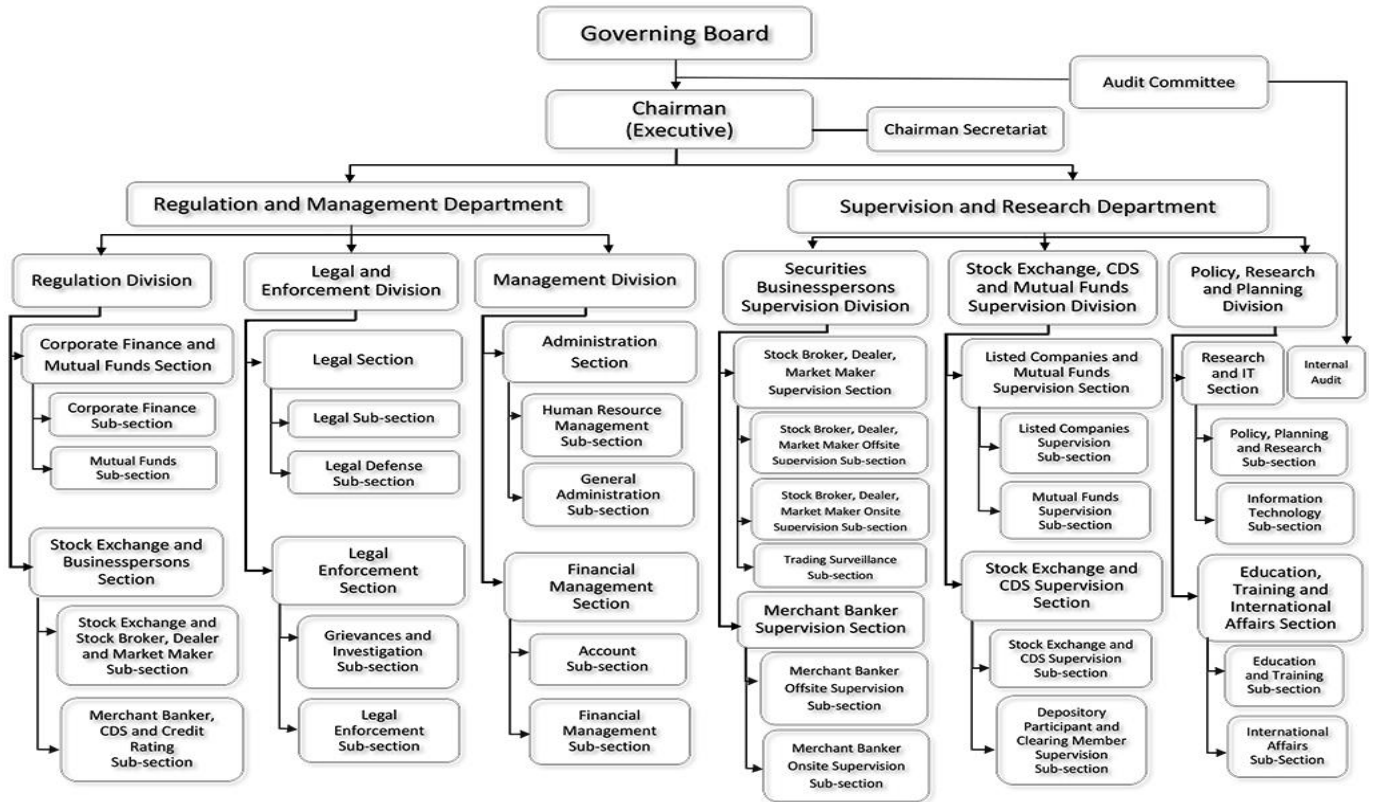 Governing Board
Audit Committee
Chairman
(Executive)
Chairman Secretariat
Regulation and Management Department
Supervision and Research Department
Regulation Division
Legal and
Enforcement Division
Management Division
Securities
Businesspersons
Supervision Division
Stock Exchange, CDS
and Mutual Funds
Supervision Division
Policy, Research
and Planning
Division
Corporate Finance and
Mutual Funds Section
Corporate Finance
Sub-section
Mutual Funds
Sub-section
Stock Exchange and
Businesspersons
Section
Stock Exchange and
Stock Broker, Dealer
and Market Maker
Sub-section
Merchant Banker,
CDS and Credit
Rating
Sub-section
Legal Section
Legal Sub-section
Legal Defense
Sub-section
Legal
Enforcement
Section
Grievances and
Investigation
Sub-section
Legal
Enforcement
Sub-section
Administration
Section
Human Resource
Management
Sub-section
General
Administration
Sub-section
Financial
Management
Section
Account
Sub-section
Financial
Management
Sub-section
Stock Broker, Dealer,
Market Maker
Supervision Section
Stock Broker, Dealer,
Market Maker Offsite
Supervision Sub-section
Stock Broker, Dealer,
Market Maker Onsite
Supervision Sub-section
Trading Surveillance
Sub-section
Merchant Banker
Supervision Section
Merchant Banker
Offsite Supervision
Sub-section
Merchant Banker
Onsite Supervision
Sub-section
Listed Companies and
Mutual Funds
Supervision Section
Listed Companies
Supervision
Sub-section
Mutual Funds
Supervision
Sub-section
Stock Exchange and
CDS Supervision
Section
Stock Exchange and
CDS Supervision
Sub-section
Depository
Participant and
Clearing Member
Supervision
Sub-section
Research
and IT
Section
Internal
Audit
Policy, Planning
and Research
Sub-section
Information
Technology
Sub-section
Education,
Training and
International
Affairs Section
Education
and Training
Sub-section
International
Affairs
Sub-Section